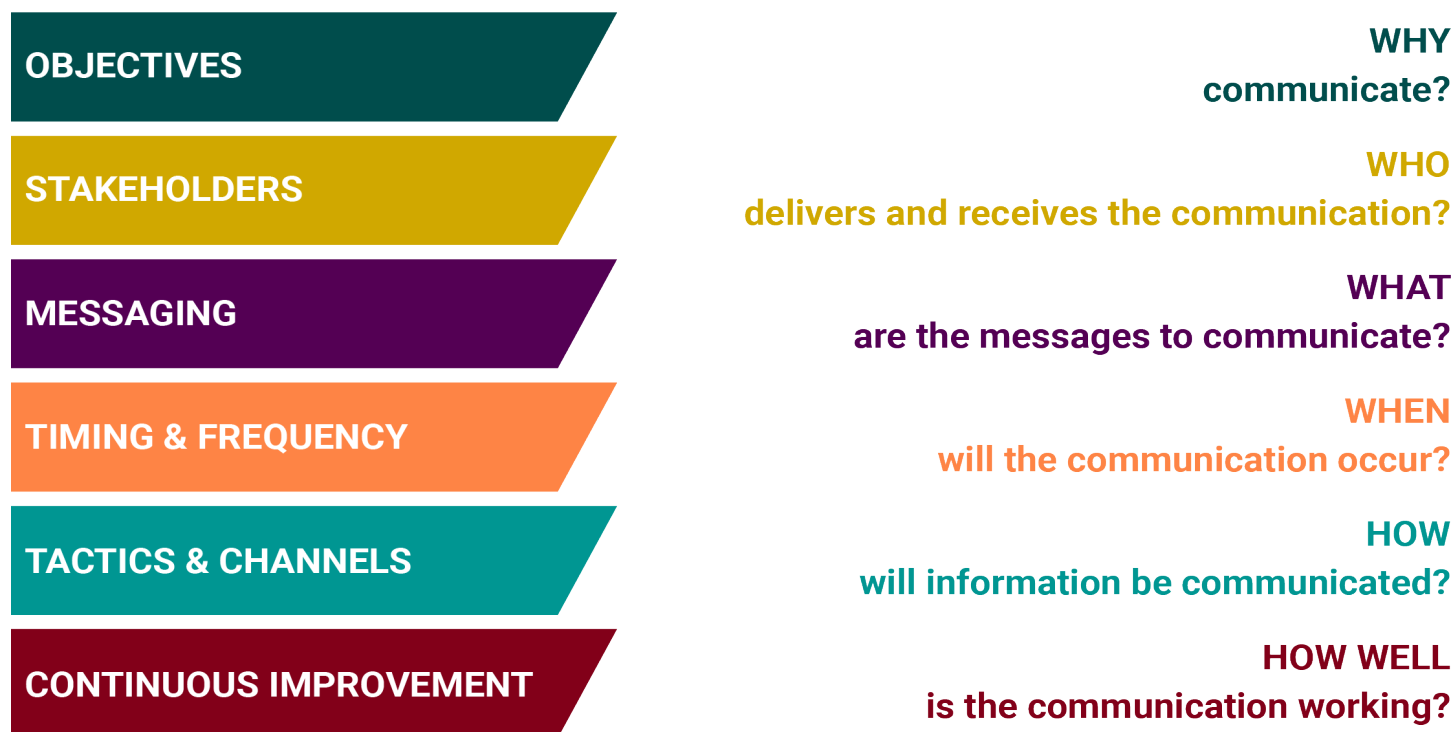 OBJECTIVES
WHY
communicate?
STAKEHOLDERS
WHO
delivers and receives the communication?
MESSAGING
WHAT
are the messages to communicate?
TIMING & FREQUENCY
WHEN
will the communication occur?
TACTICS & CHANNELS
HOW
will information be communicated?
CONTINUOUS IMPROVEMENT
HOW WELL
is the communication working?